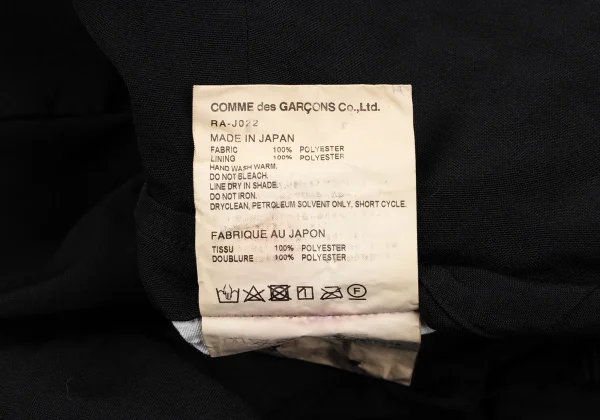 COMME des GARÇONS Co.,Ltd.
RA-J022
MADE IN JAPAN
FABRIC 100% POLYESTER
LINING 100% POLYESTER
HAND WASH WARM.
DO NOT BLEACH.
LINE DRY IN SHADE.
DO NOT IRON.
DRYCLEAN, PETROLEUM SOLVENT ONLY, SHORT CYCLE.
FABRIQUE AU JAPON
TISSU 100% POLYESTER
DOUBLURE 100% POLYESTER
F